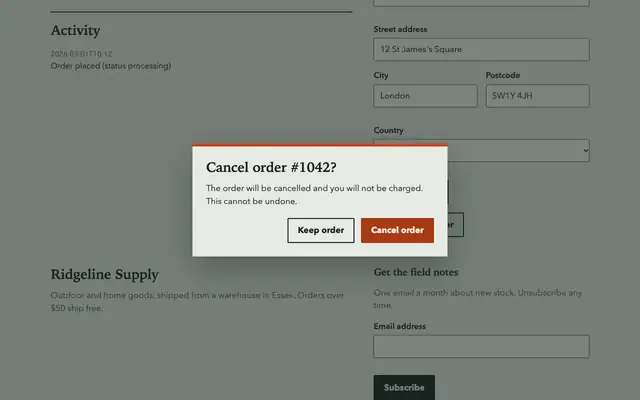 Activity
2026-03-01T10:12
Order placed (status processing)
Street address
12 St James's Square
City
Postcode
London
SW1Y 4JH
Country
Cancel order #1042?
The order will be cancelled and you will not be charged.
This cannot be undone.
Keep order
Cancel order
Ridgeline Supply
Outdoor and home goods, shipped from a warehouse in Essex. Orders over
$50 ship free.
Get the field notes
One email a month about new stock. Unsubscribe any
time.
Email address
Subscribe